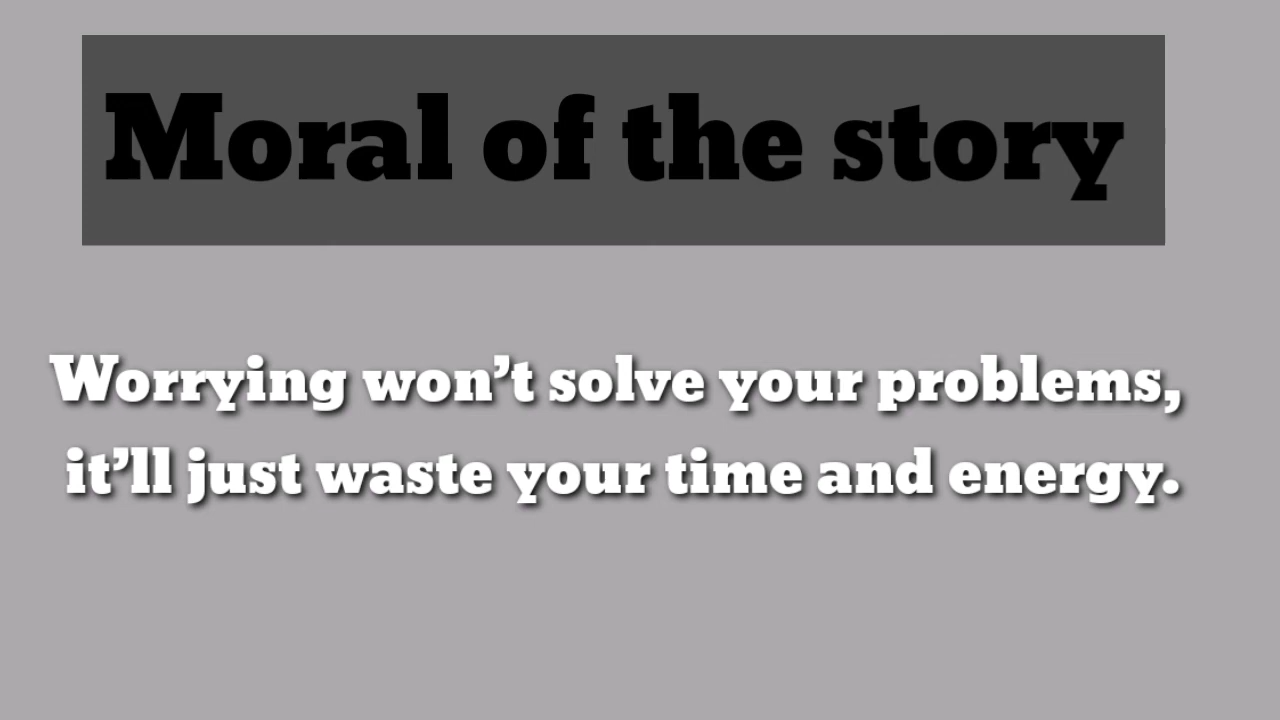 Moral of the story
Worrying won’t solve your problems,
it’ll just waste your time and energy.